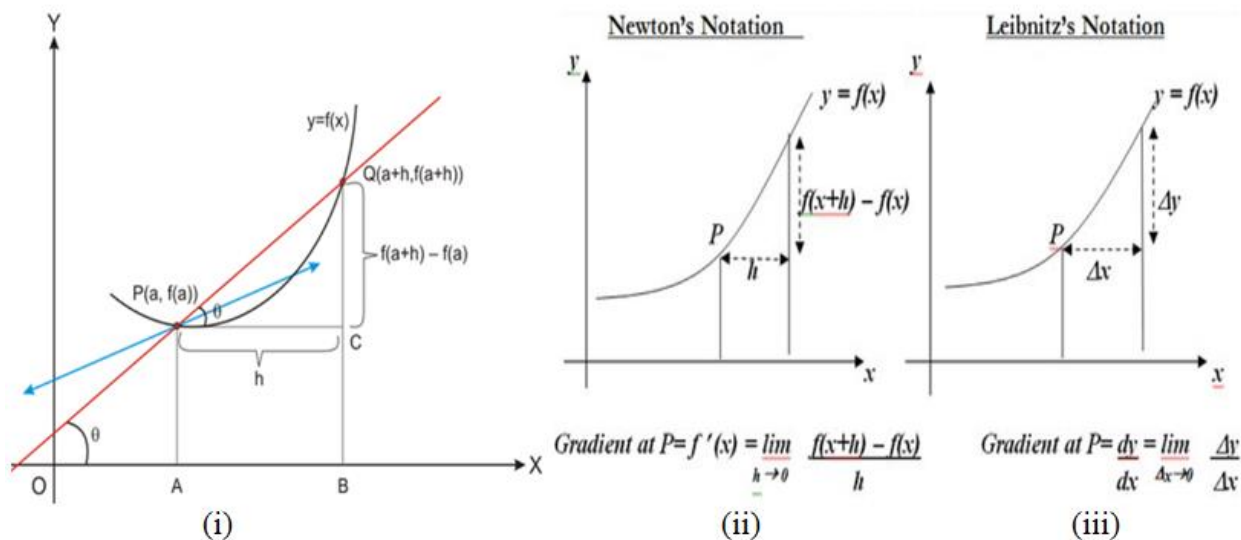 Y
y=f(x)
Q(a+h,f(a+h))
f(a+h) – f(a)
P(a, f(a))
θ
C
h
θ
X
O
A
B
(i)
Newton's Notation
y
y = f(x)
f(x+h) – f(x)
P
h
x
Gradient at P= f ′(x) = lim f(x+h) – f(x)
h→0 h
(ii)
Leibnitz's Notation
y
y = f(x)
Δy
P
Δx
x
Gradient at P= dy = lim Δy
dx Δx→0 Δx
(iii)